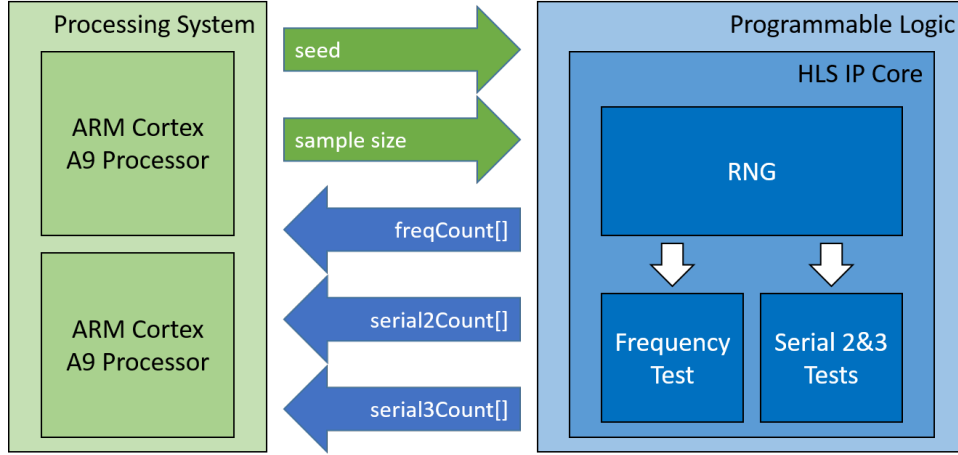 Processing System
ARM Cortex
A9 Processor
ARM Cortex
A9 Processor
seed
sample size
freqCount[]
serial2Count[]
serial3Count[]
Programmable Logic
HLS IP Core
RNG
Frequency
Test
Serial 2&3
Tests